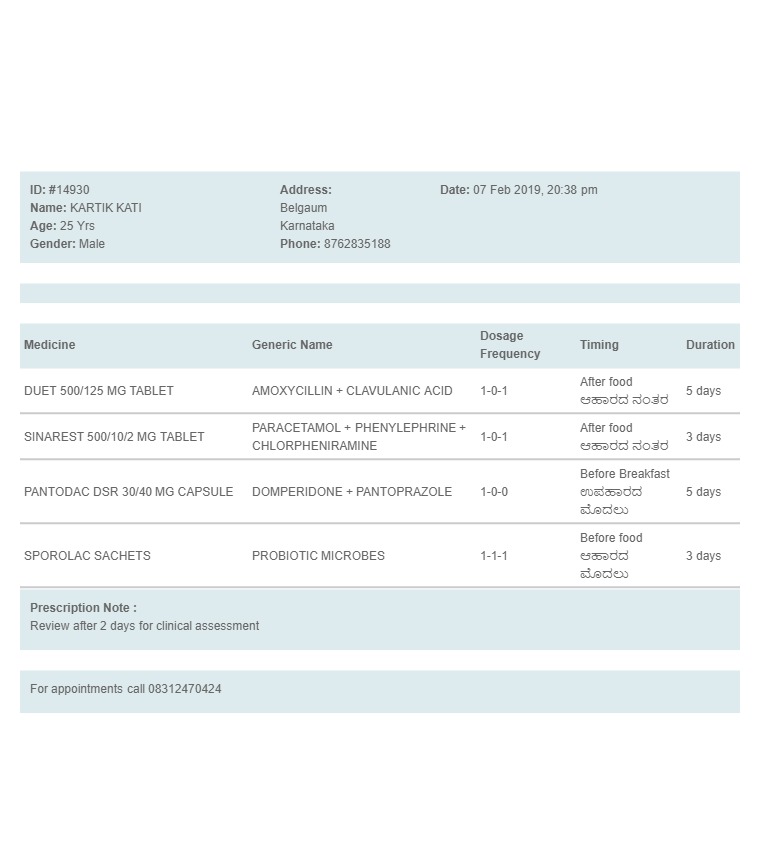 ID: #14930
Name: KARTIK KATI
Age: 25 Yrs
Gender: Male
Address:
Belgaum
Karnataka
Phone: 8762835188
Date: 07 Feb 2019, 20:38 pm
Medicine Generic Name Dosage Frequency Timing Duration
DUET 500/125 MG TABLET AMOXYCILLIN + CLAVULANIC ACID 1-0-1 After food 5 days
ಆಹಾರದ ನಂತರ
SINAREST 500/10/2 MG TABLET PARACETAMOL + PHENYLEPHRINE + CHLORPHENIRAMINE 1-0-1 After food 3 days
ಆಹಾರದ ನಂತರ
PANTODAC DSR 30/40 MG CAPSULE DOMPERIDONE + PANTOPRAZOLE 1-0-0 Before Breakfast 5 days
ಉಪಹಾರದ
ಮೊದಲು
SPOROLAC SACHETS PROBIOTIC MICROBES 1-1-1 Before food 3 days
ಆಹಾರದ
ಮೊದಲು
Prescription Note :
Review after 2 days for clinical assessment
For appointments call 08312470424